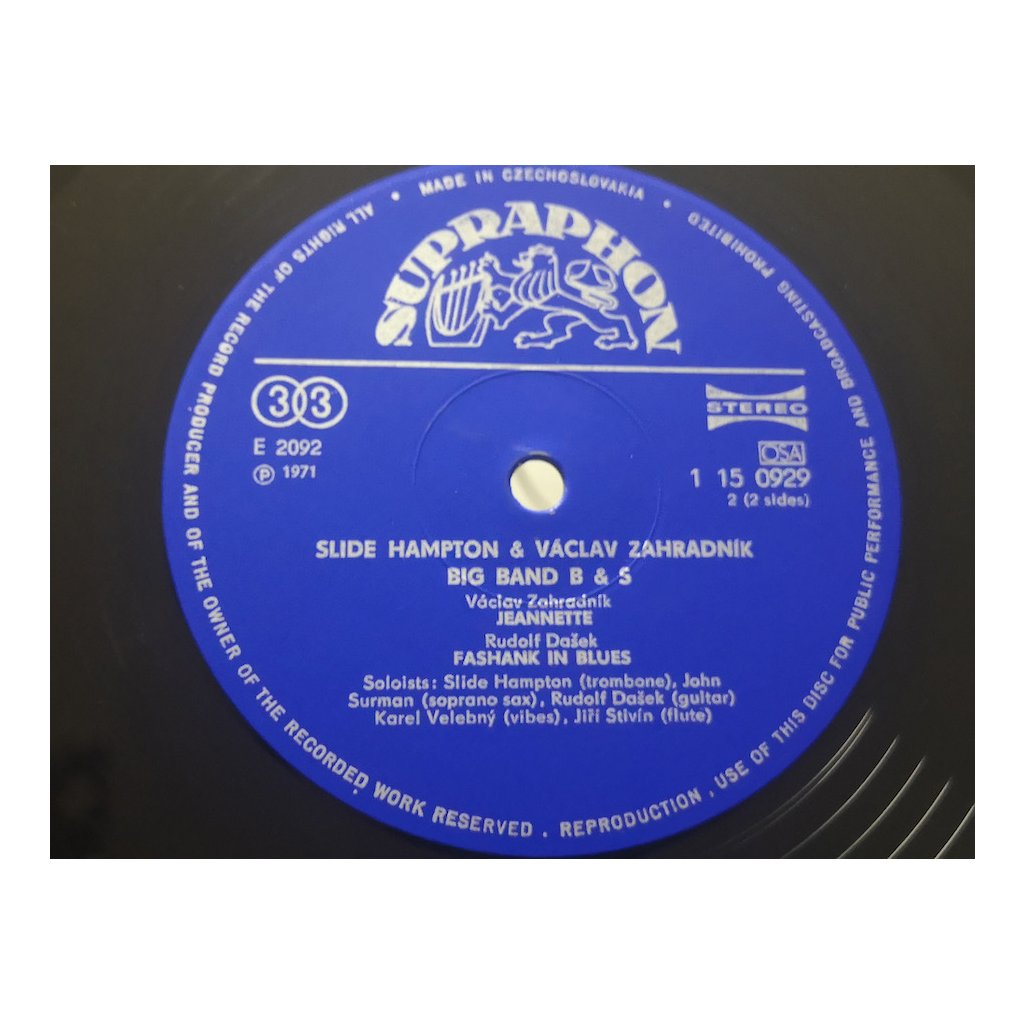 MADE IN CZECHOSLOVAKIA
SUPRAPHON
33
STEREO
E 2092
OSA
℗ 1971
1 15 0929
2 (2 sides)
SLIDE HAMPTON & VÁCLAV ZAHRADNÍK
BIG BAND B & S
Václav Zahradník
JEANNETTE
Rudolf Dašek
FASHANK IN BLUES
Soloists: Slide Hampton (trombone), John
Surman (soprano sax), Rudolf Dašek (guitar)
Karel Velebný (vibes), Jiří Stivín (flute)
ALL RIGHTS OF THE RECORD PRODUCER AND OF THE OWNER OF THE RECORDED WORK RESERVED . REPRODUCTION , USE OF THIS DISC FOR PUBLIC PERFORMANCE AND BROADCASTING PROHIBITED